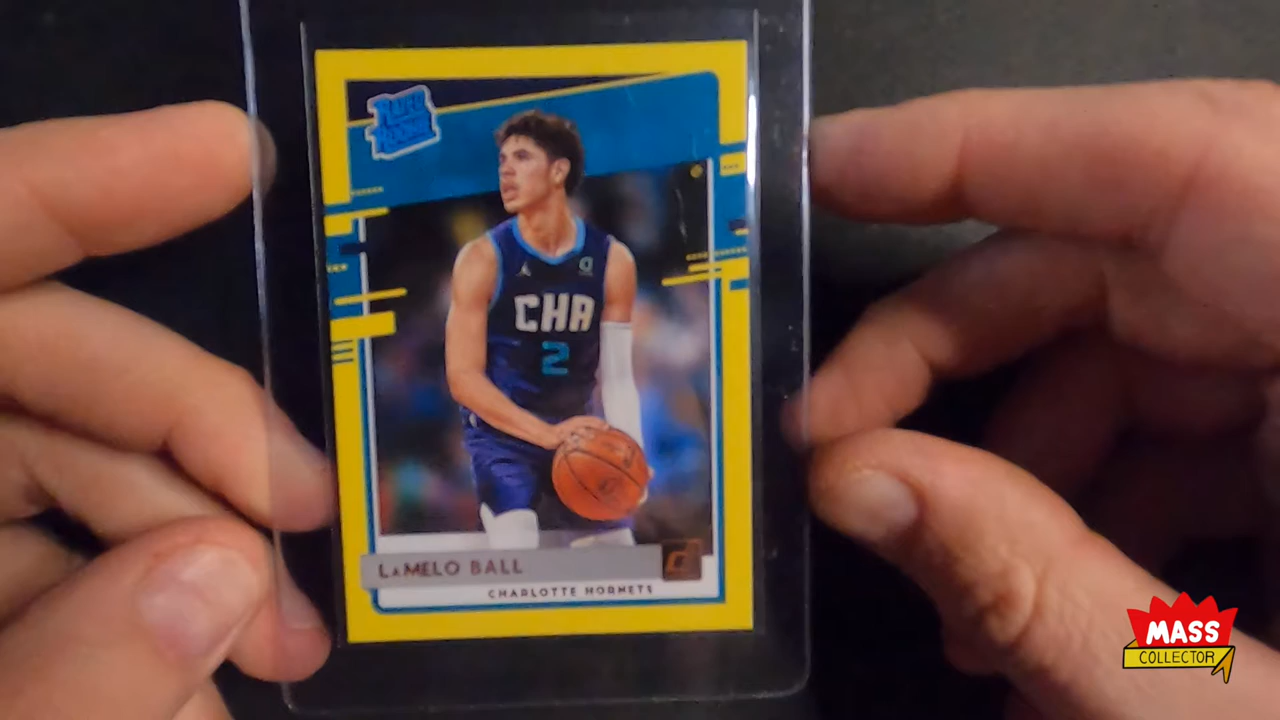 RATED
ROOKIE
CHA
2
LAMELO BALL
CHARLOTTE HORNETS
MASS
COLLECTOR